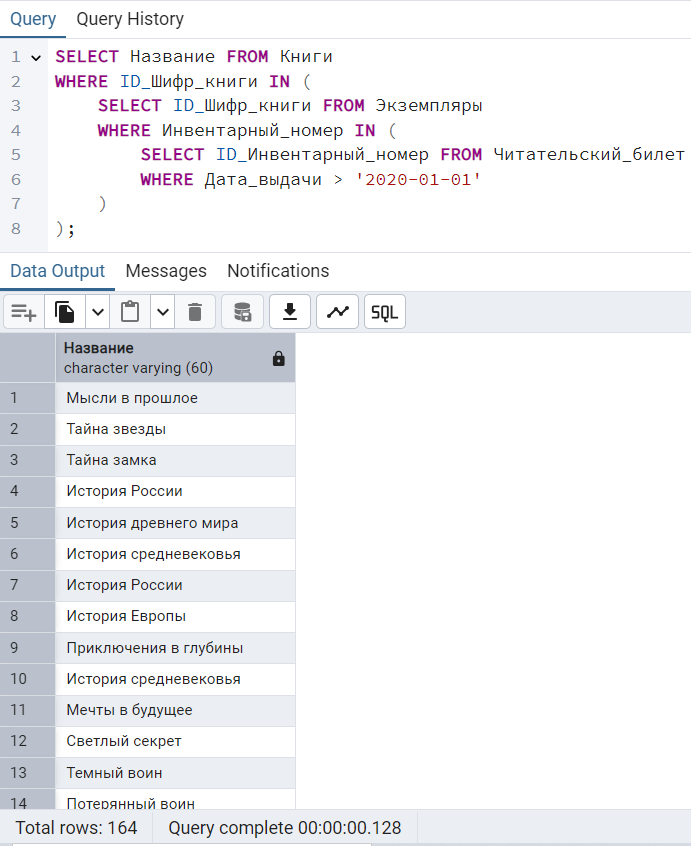 Query Query History
1 SELECT Название FROM Книги
2 WHERE ID_Шифр_книги IN (
3 SELECT ID_Шифр_книги FROM Экземпляры
4 WHERE Инвентарный_номер IN (
5 SELECT ID_Инвентарный_номер FROM Читательский_билет
6 WHERE Дата_выдачи > '2020-01-01'
7 )
8 );
Data Output Messages Notifications
SQL
Название
character varying (60)
1 Мысли в прошлое
2 Тайна звезды
3 Тайна замка
4 История России
5 История древнего мира
6 История средневековья
7 История России
8 История Европы
9 Приключения в глубины
10 История средневековья
11 Мечты в будущее
12 Светлый секрет
13 Темный воин
14 Потерянный воин
Total rows: 164 Query complete 00:00:00.128